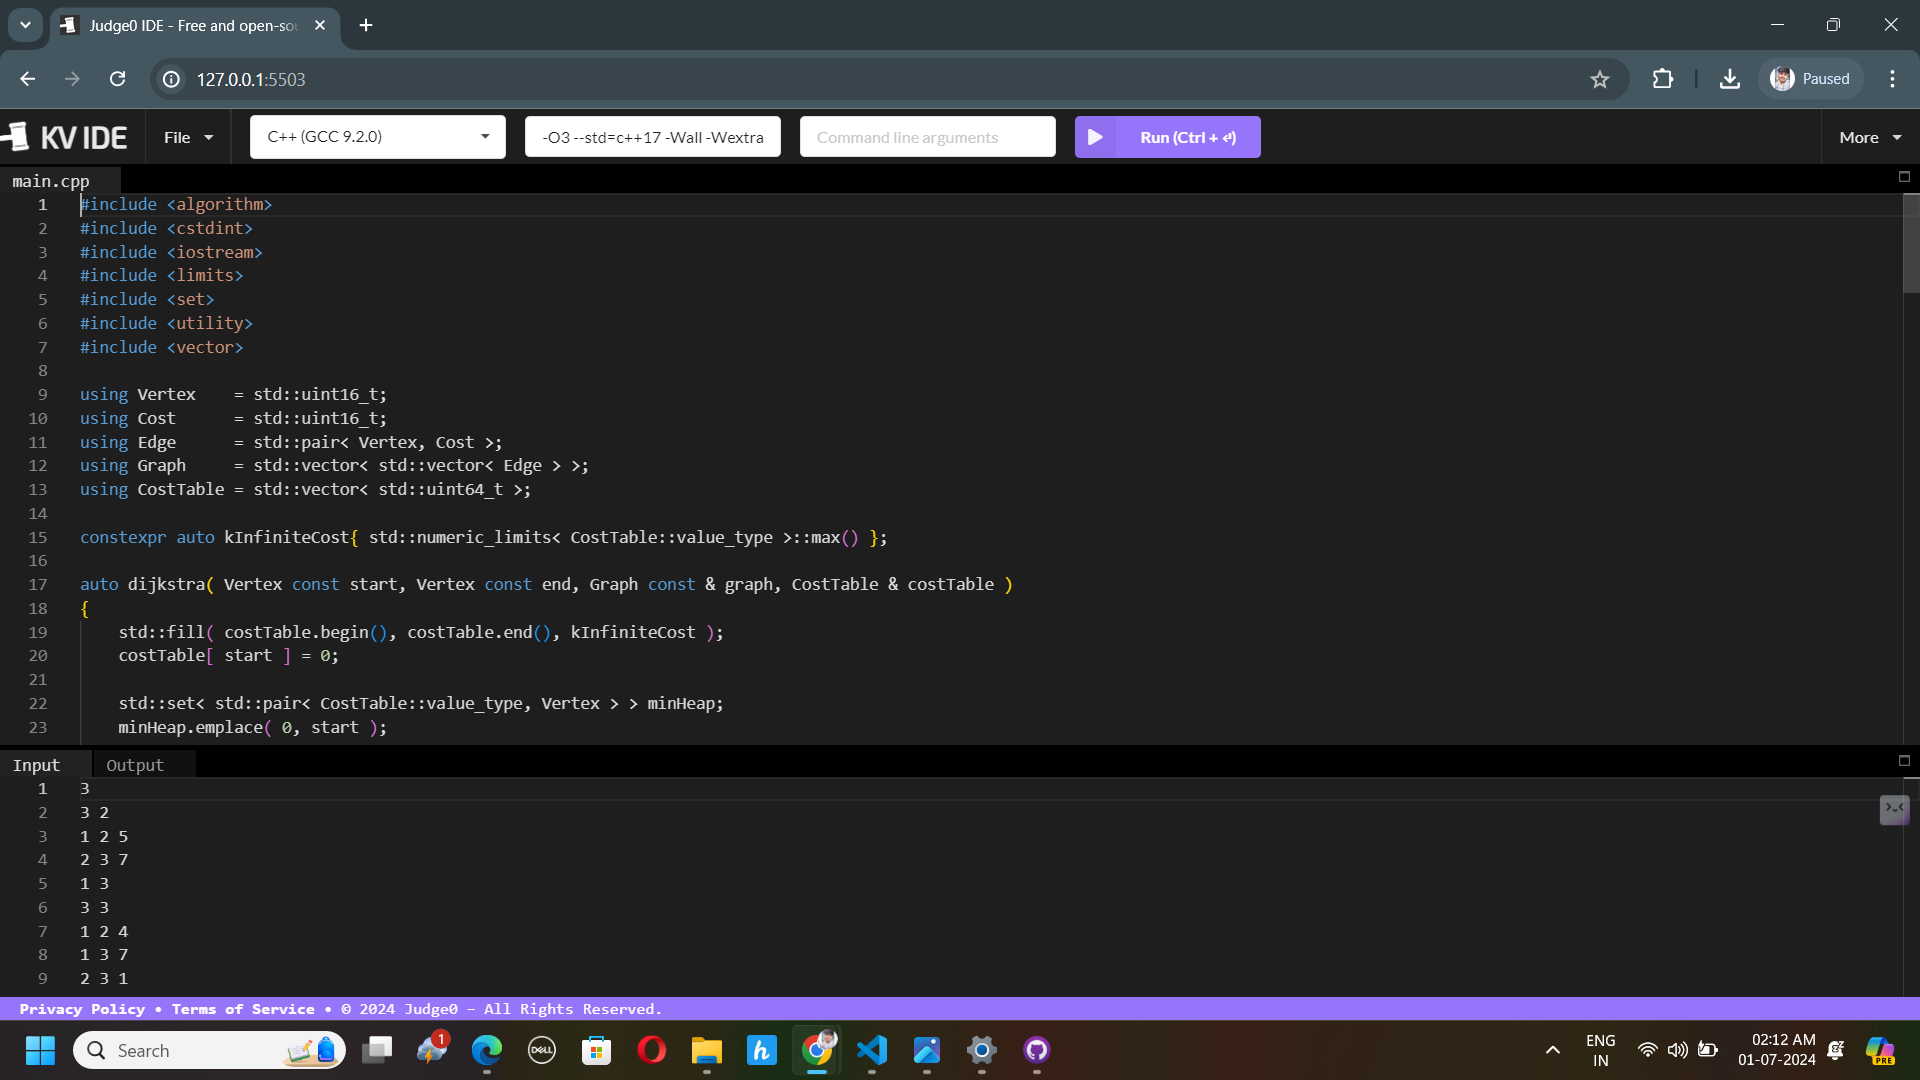 Judge0 IDE - Free and open-sou
127.0.0.1:5503
Paused
KV IDE
File
C++ (GCC 9.2.0)
-O3 --std=c++17 -Wall -Wextra
Command line arguments
Run (Ctrl + ⏎)
More
main.cpp
1 #include <algorithm>
2 #include <cstdint>
3 #include <iostream>
4 #include <limits>
5 #include <set>
6 #include <utility>
7 #include <vector>
8
9 using Vertex    = std::uint16_t;
10 using Cost      = std::uint16_t;
11 using Edge      = std::pair< Vertex, Cost >;
12 using Graph     = std::vector< std::vector< Edge > >;
13 using CostTable = std::vector< std::uint64_t >;
14
15 constexpr auto kInfiniteCost{ std::numeric_limits< CostTable::value_type >::max() };
16
17 auto dijkstra( Vertex const start, Vertex const end, Graph const & graph, CostTable & costTable )
18 {
19     std::fill( costTable.begin(), costTable.end(), kInfiniteCost );
20     costTable[ start ] = 0;
21
22     std::set< std::pair< CostTable::value_type, Vertex > > minHeap;
23     minHeap.emplace( 0, start );
Input
Output
1 3
2 3 2
3 1 2 5
4 2 3 7
5 1 3
6 3 3
7 1 2 4
8 1 3 7
9 2 3 1
Privacy Policy • Terms of Service • © 2024 Judge0 – All Rights Reserved.
Search
1
DELL
h
ENG
IN
02:12 AM
01-07-2024
PRE